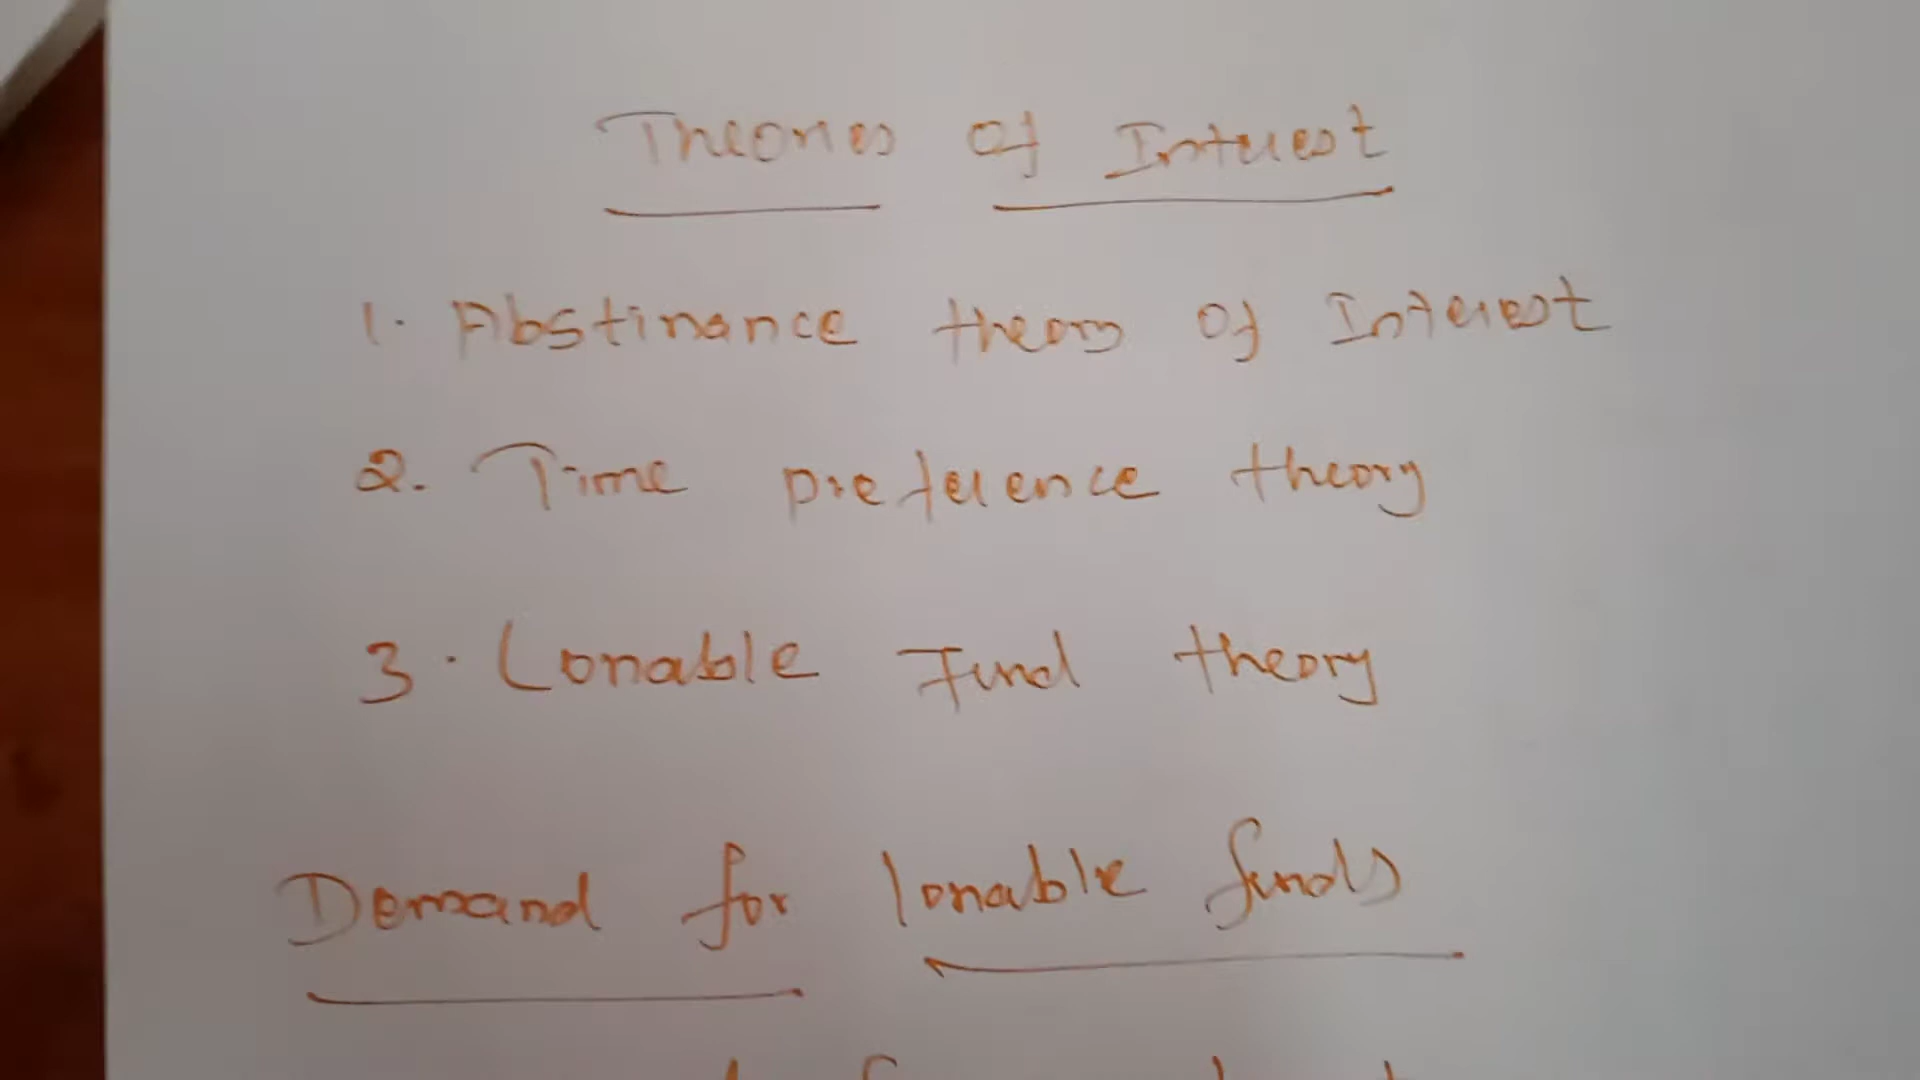 Theories of Interest
1. Abstinance theory of Interest
2. Time preference theory
3. Lonable Fund theory
Demand for lonable funds